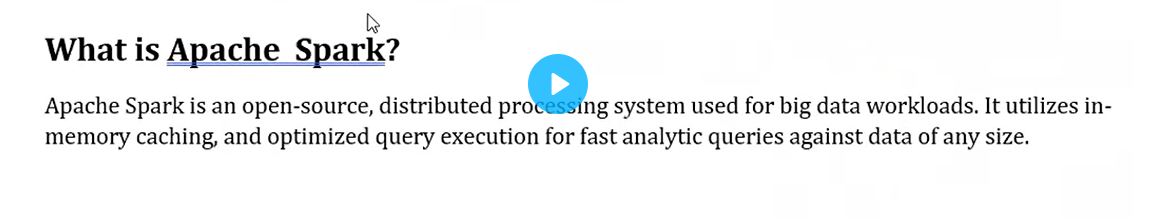 What is Apache  Spark?
Apache Spark is an open-source, distributed processing system used for big data workloads. It utilizes in-
memory caching, and optimized query execution for fast analytic queries against data of any size.